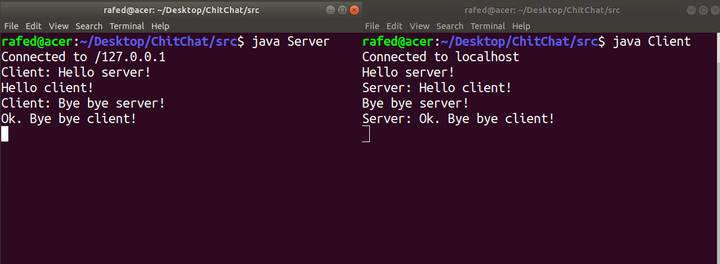 rafed@acer: ~/Desktop/ChitChat/src
File Edit View Search Terminal Help
rafed@acer:~/Desktop/ChitChat/src$ java Server
Connected to /127.0.0.1
Client: Hello server!
Hello client!
Client: Bye bye server!
Ok. Bye bye client!
rafed@acer: ~/Desktop/ChitChat/src
File Edit View Search Terminal Help
rafed@acer:~/Desktop/ChitChat/src$ java Client
Connected to localhost
Hello server!
Server: Hello client!
Bye bye server!
Server: Ok. Bye bye client!